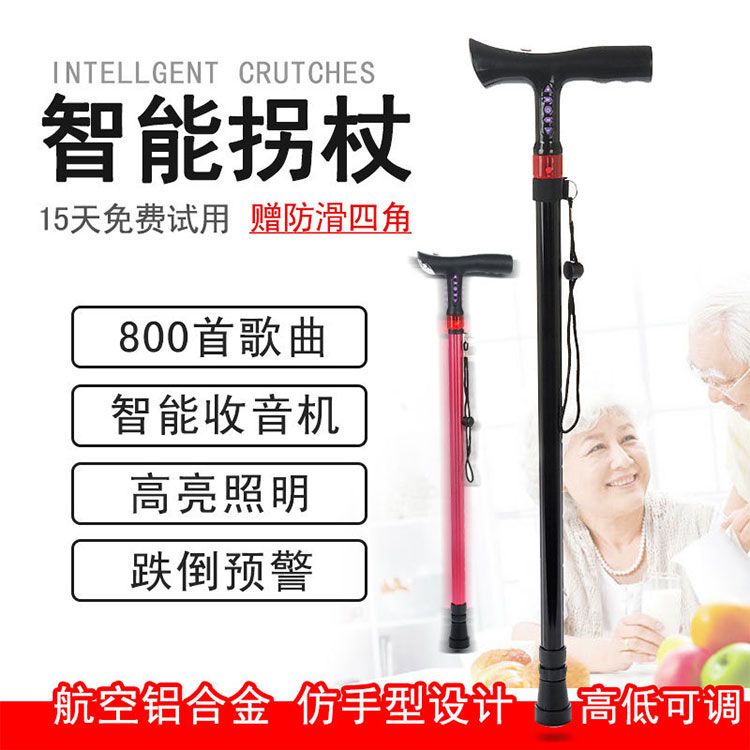 INTELLGENT CRUTCHES
智能拐杖
15天免费试用 赠防滑四角
800首歌曲
智能收音机
高亮照明
跌倒预警
航空铝合金 仿手型设计 高低可调